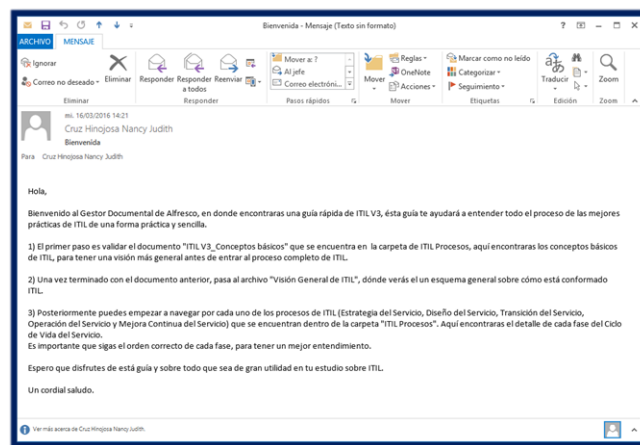 Bienvenida - Mensaje (Texto sin formato)
ARCHIVO MENSAJE
Ignorar
Correo no deseado
Eliminar
Responder Responder a todos Reenviar
Mover a: ?
Al jefe
Correo electróni...
Mover
Reglas
OneNote
Acciones
Marcar como no leído
Categorizar
Seguimiento
Traducir
Zoom
Eliminar Responder Pasos rápidos Mover Etiquetas Edición Zoom
mi. 16/03/2016 14:21
Cruz Hinojosa Nancy Judith
Bienvenida
Para Cruz Hinojosa Nancy Judith
Hola,
Bienvenido al Gestor Documental de Alfresco, en donde encontraras una guía rápida de ITIL V3, ésta guía te ayudará a entender todo el proceso de las mejores
prácticas de ITIL de una forma práctica y sencilla.
1) El primer paso es validar el documento "ITIL V3_Conceptos básicos" que se encuentra en la carpeta de ITIL Procesos, aquí encontraras los conceptos básicos
de ITIL, para tener una visión más general antes de entrar al proceso completo de ITIL.
2) Una vez terminado con el documento anterior, pasa al archivo "Visión General de ITIL", dónde verás el un esquema general sobre cómo está conformado
ITIL.
3) Posteriormente puedes empezar a navegar por cada uno de los procesos de ITIL (Estrategia del Servicio, Diseño del Servicio, Transición del Servicio,
Operación del Servicio y Mejora Continua del Servicio) que se encuentran dentro de la carpeta "ITIL Procesos". Aquí encontraras el detalle de cada fase del Ciclo
de Vida del Servicio.
Es importante que sigas el orden correcto de cada fase, para tener un mejor entendimiento.
Espero que disfrutes de está guía y sobre todo que sea de gran utilidad en tu estudio sobre ITIL.
Un cordial saludo.
Ver más acerca de Cruz Hinojosa Nancy Judith.